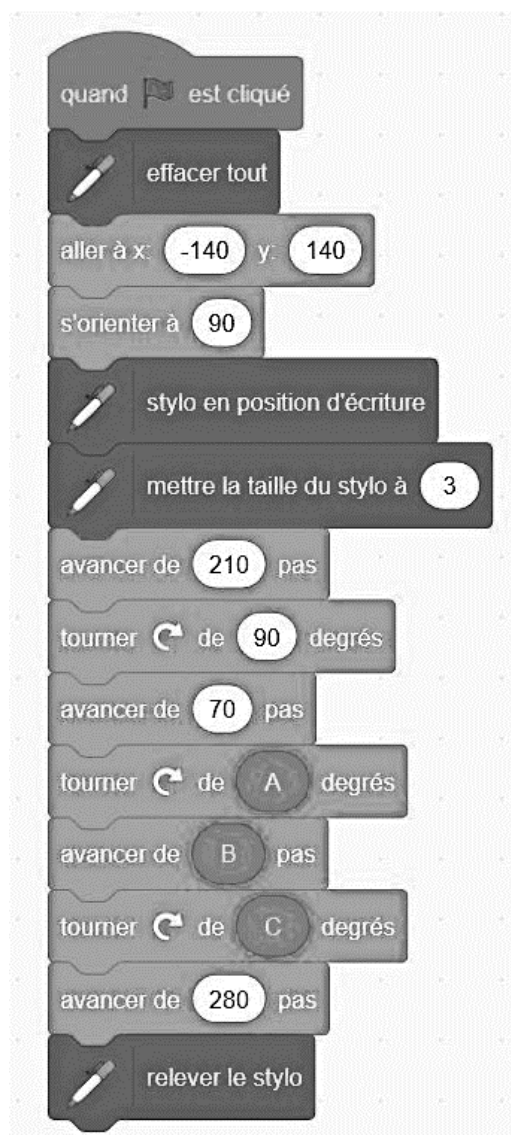 quand est cliqué
effacer tout
aller à x: -140 y: 140
s'orienter à 90
stylo en position d'écriture
mettre la taille du stylo à 3
avancer de 210 pas
tourner de 90 degrés
avancer de 70 pas
tourner de A degrés
avancer de B pas
tourner de C degrés
avancer de 280 pas
relever le stylo